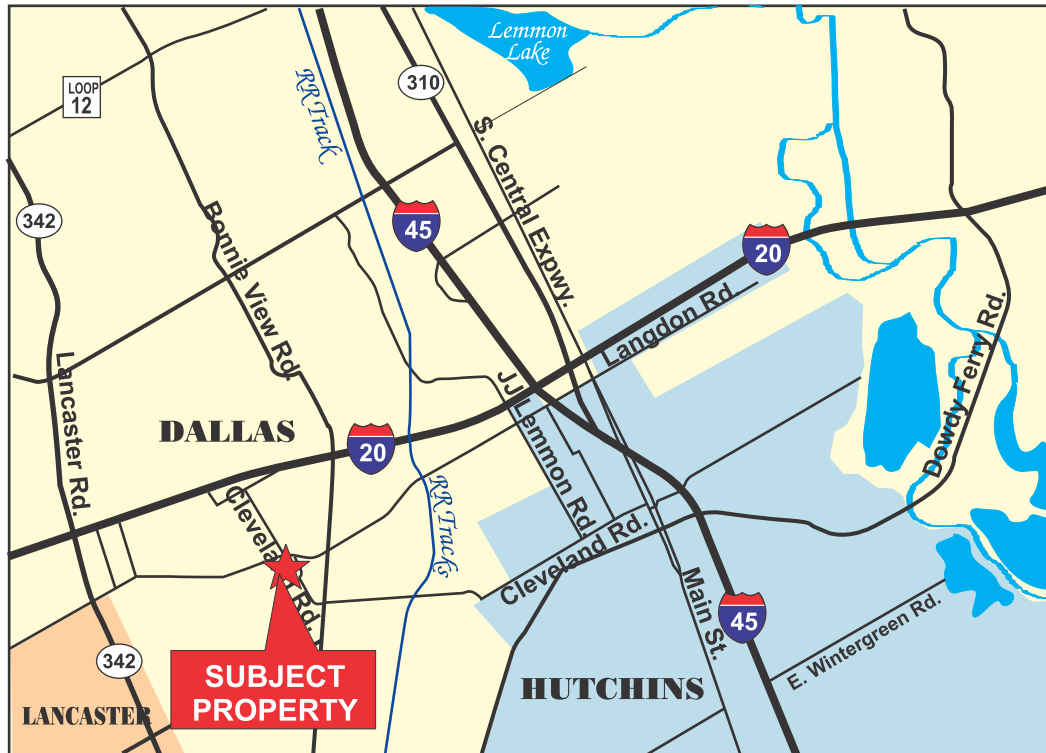 Lemmon
Lake
LOOP
12
RR Track
310
S. Central Expwy.
342
Bonnie View Rd.
45
20
Langdon Rd.
Lancaster Rd.
JJ Lemmon Rd.
Dowdy Ferry Rd.
DALLAS
20
RR Tracks
Cleveland Rd.
Cleveland Rd.
Main St.
45
E. Wintergreen Rd.
342
SUBJECT
PROPERTY
HUTCHINS
LANCASTER